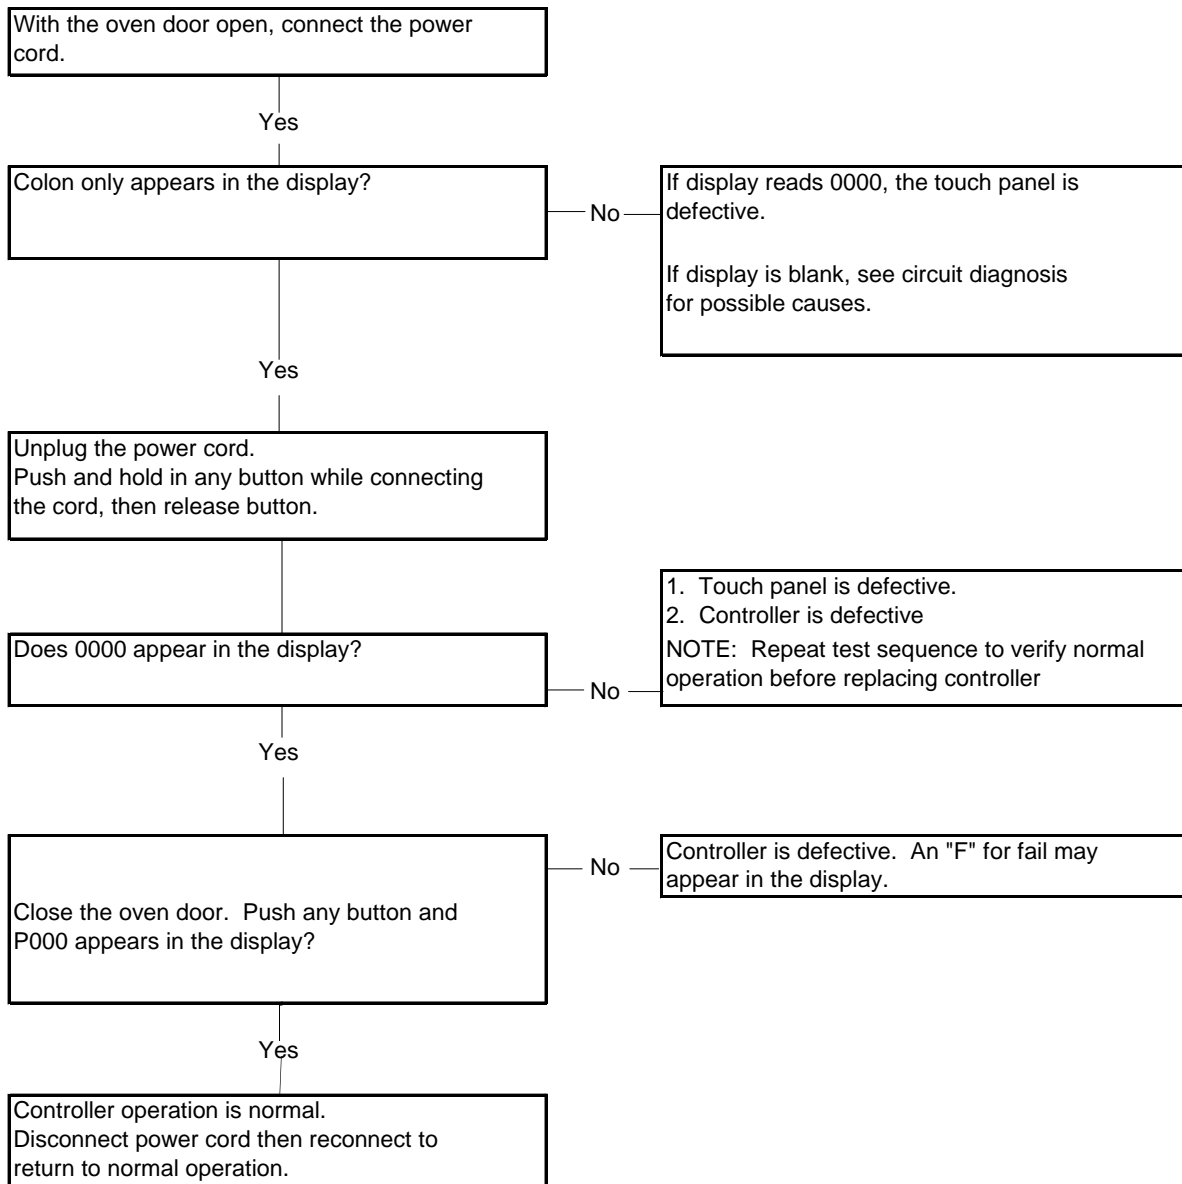 With the oven door open, connect the power
cord.
Yes
Colon only appears in the display?
No
If display reads 0000, the touch panel is
defective.
If display is blank, see circuit diagnosis
for possible causes.
Yes
Unplug the power cord.
Push and hold in any button while connecting
the cord, then release button.
Does 0000 appear in the display?
No
1. Touch panel is defective.
2. Controller is defective
NOTE: Repeat test sequence to verify normal
operation before replacing controller
Yes
Close the oven door. Push any button and
P000 appears in the display?
No
Controller is defective. An "F" for fail may
appear in the display.
Yes
Controller operation is normal.
Disconnect power cord then reconnect to
return to normal operation.